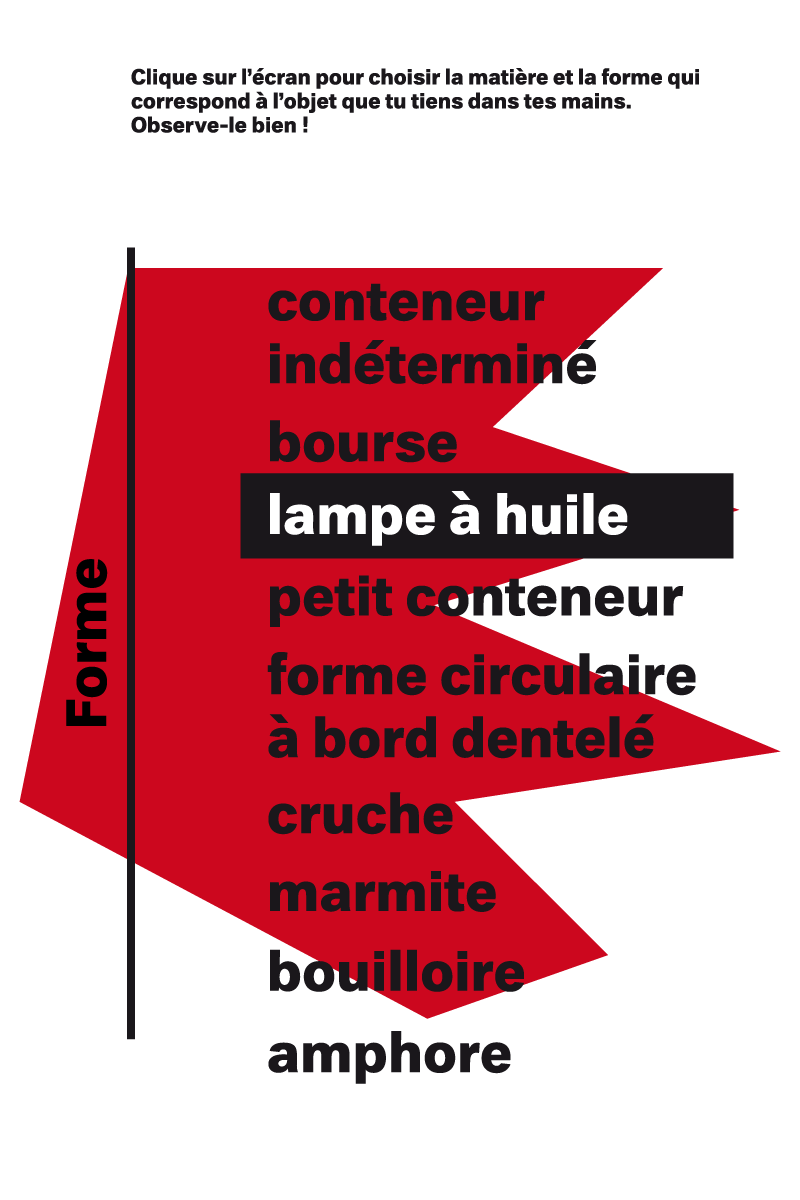 Clique sur l’écran pour choisir la matière et la forme qui
correspond à l’objet que tu tiens dans tes mains.
Observe-le bien !
Forme
conteneur
indéterminé
bourse
lampe à huile
petit conteneur
forme circulaire
à bord dentelé
cruche
marmite
bouilloire
amphore